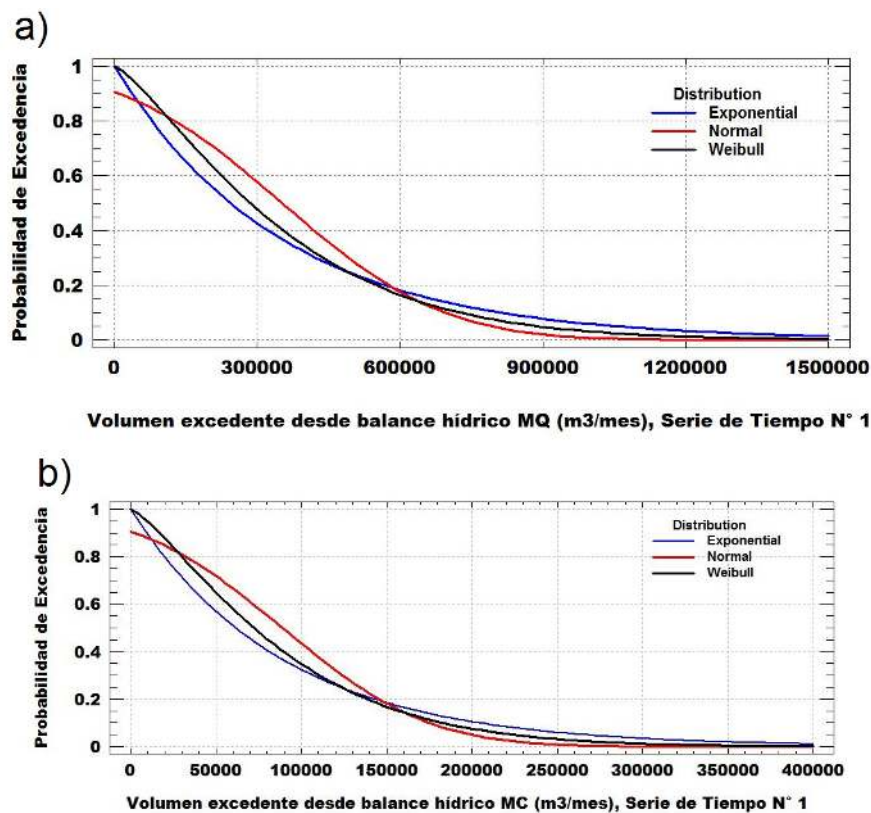 a)
Probabilidad de Excedencia
1
0.8
0.6
0.4
0.2
0
Distribution
Exponential
Normal
Weibull
0 300000 600000 900000 1200000 1500000
Volumen excedente desde balance hídrico MQ (m3/mes), Serie de Tiempo N° 1
b)
Probabilidad de Excedencia
1
0.8
0.6
0.4
0.2
0
Distribution
Exponential
Normal
Weibull
0 50000 100000 150000 200000 250000 300000 350000 400000
Volumen excedente desde balance hídrico MC (m3/mes), Serie de Tiempo N° 1